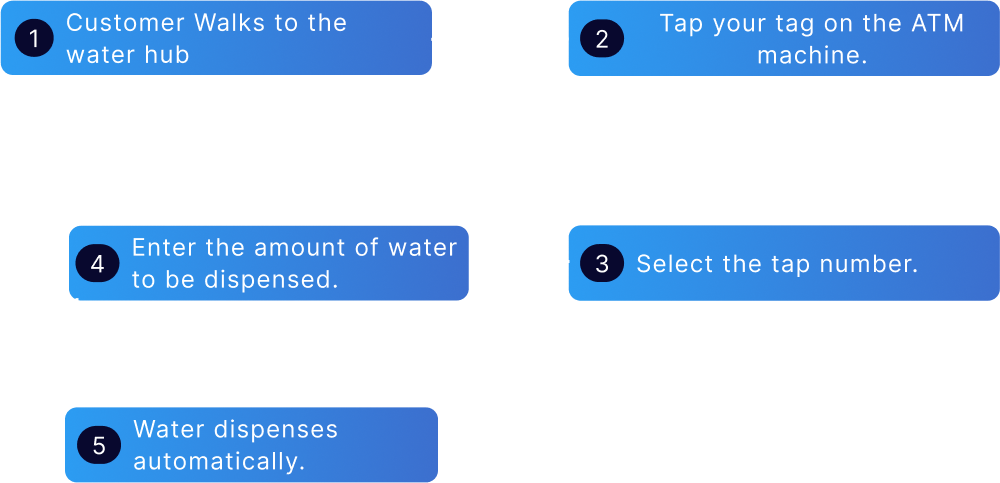 1
Customer Walks to the
water hub
2
Tap your tag on the ATM
machine.
3
Select the tap number.
4
Enter the amount of water
to be dispensed.
5
Water dispenses
automatically.